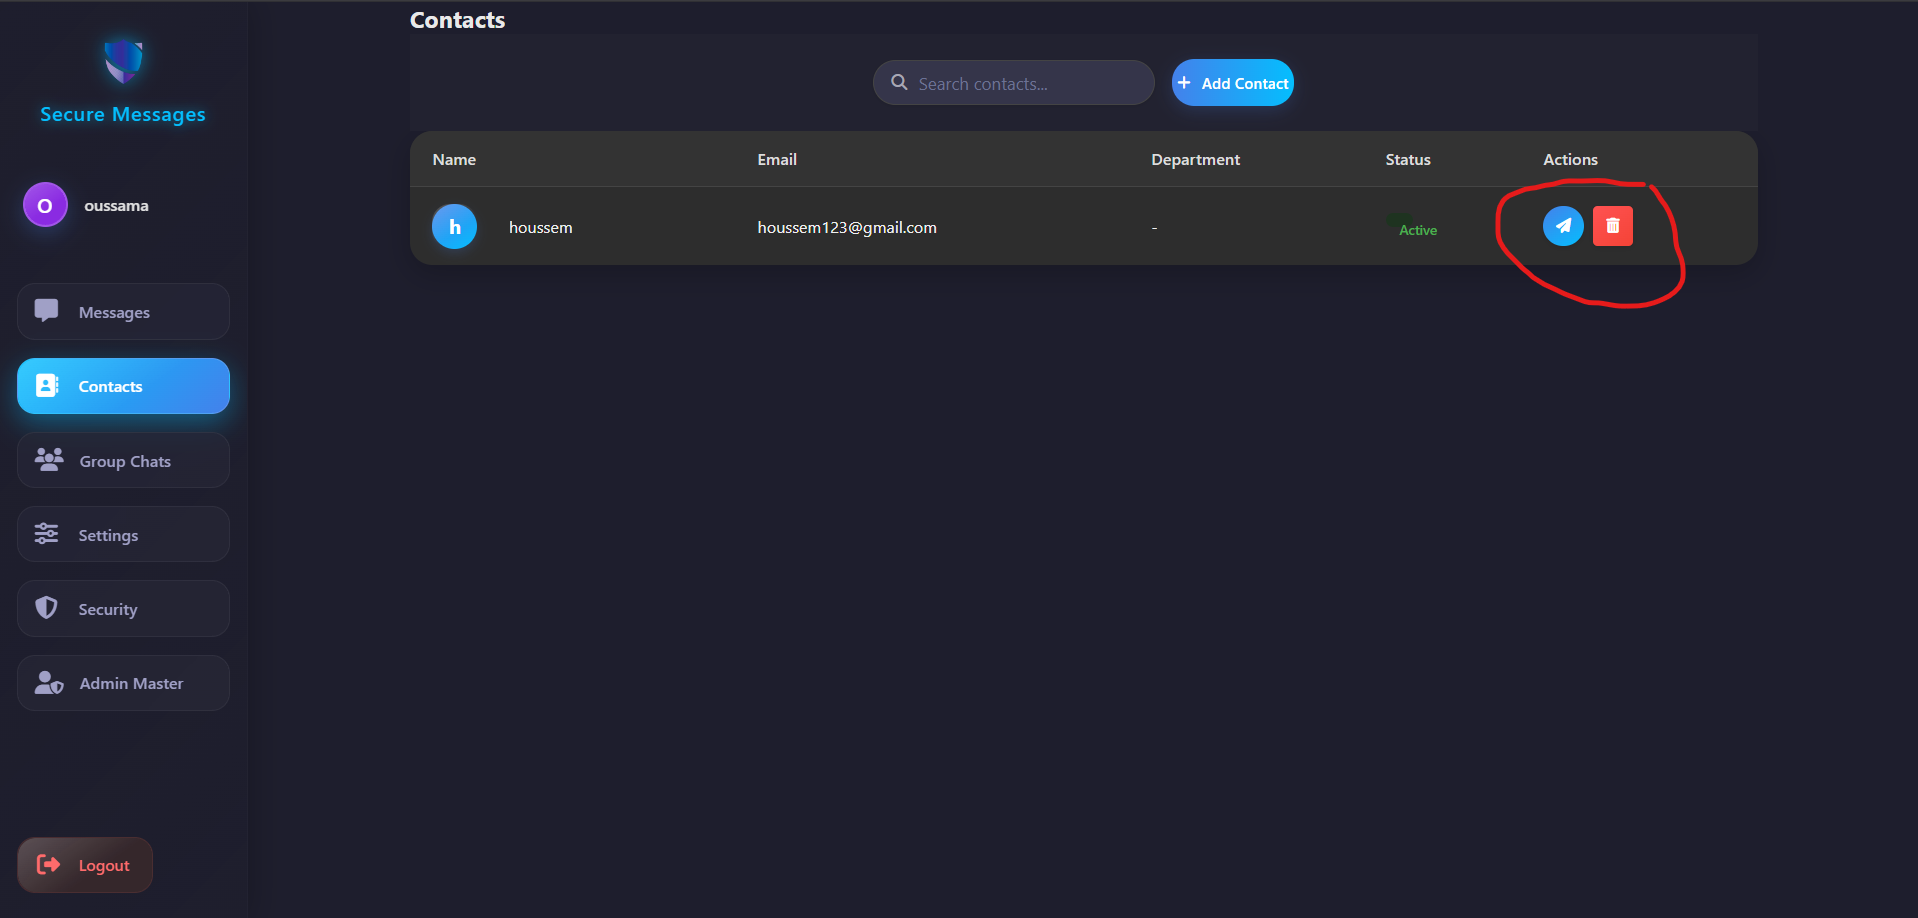 Contacts
Secure Messages
Search contacts...
+ Add Contact
Name Email Department Status Actions
O oussama
h houssem houssem123@gmail.com - Active
Messages
Contacts
Group Chats
Settings
Security
Admin Master
Logout